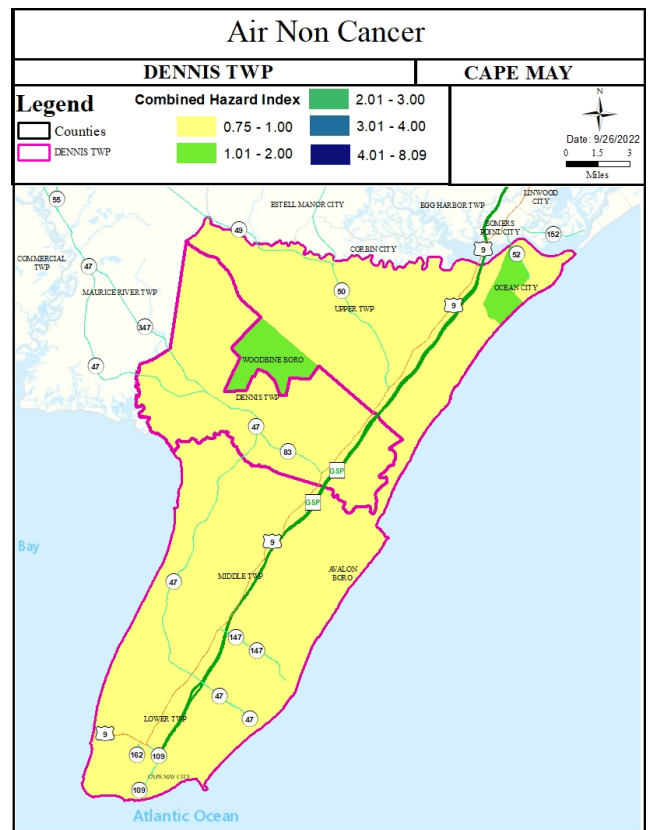 Air Non Cancer
DENNIS TWP
CAPE MAY
Legend
Counties
DENNIS TWP
Combined Hazard Index
0.75 - 1.00
1.01 - 2.00
2.01 - 3.00
3.01 - 4.00
4.01 - 8.09
N
Date: 9/26/2022
0 1.5 3
Miles
LINWOOD
CITY
55
ESTELL MANOR CITY
EGG HARBOR TWP
SOMERS
POINT CITY
49
152
CORBIN CITY
9
52
COMMERCIAL
TWP
47
MAURICE RIVER TWP
50
OCEAN CITY
UPPER TWP
9
347
WOODBINE BORO
47
DENNIS TWP
47
83
GSP
GSP
9
Bay
AVALON
BORO
MIDDLE TWP
47
147
147
47
LOWER TWP
47
9
162
109
CAPE MAY CITY
109
Atlantic Ocean